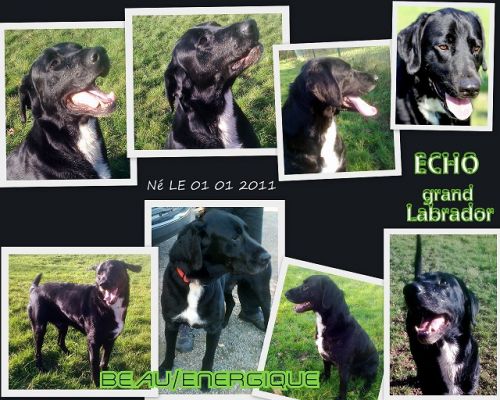 ECHO
Né LE 01 01 2011
grand
Labrador
BEAU/ENERGIQUE